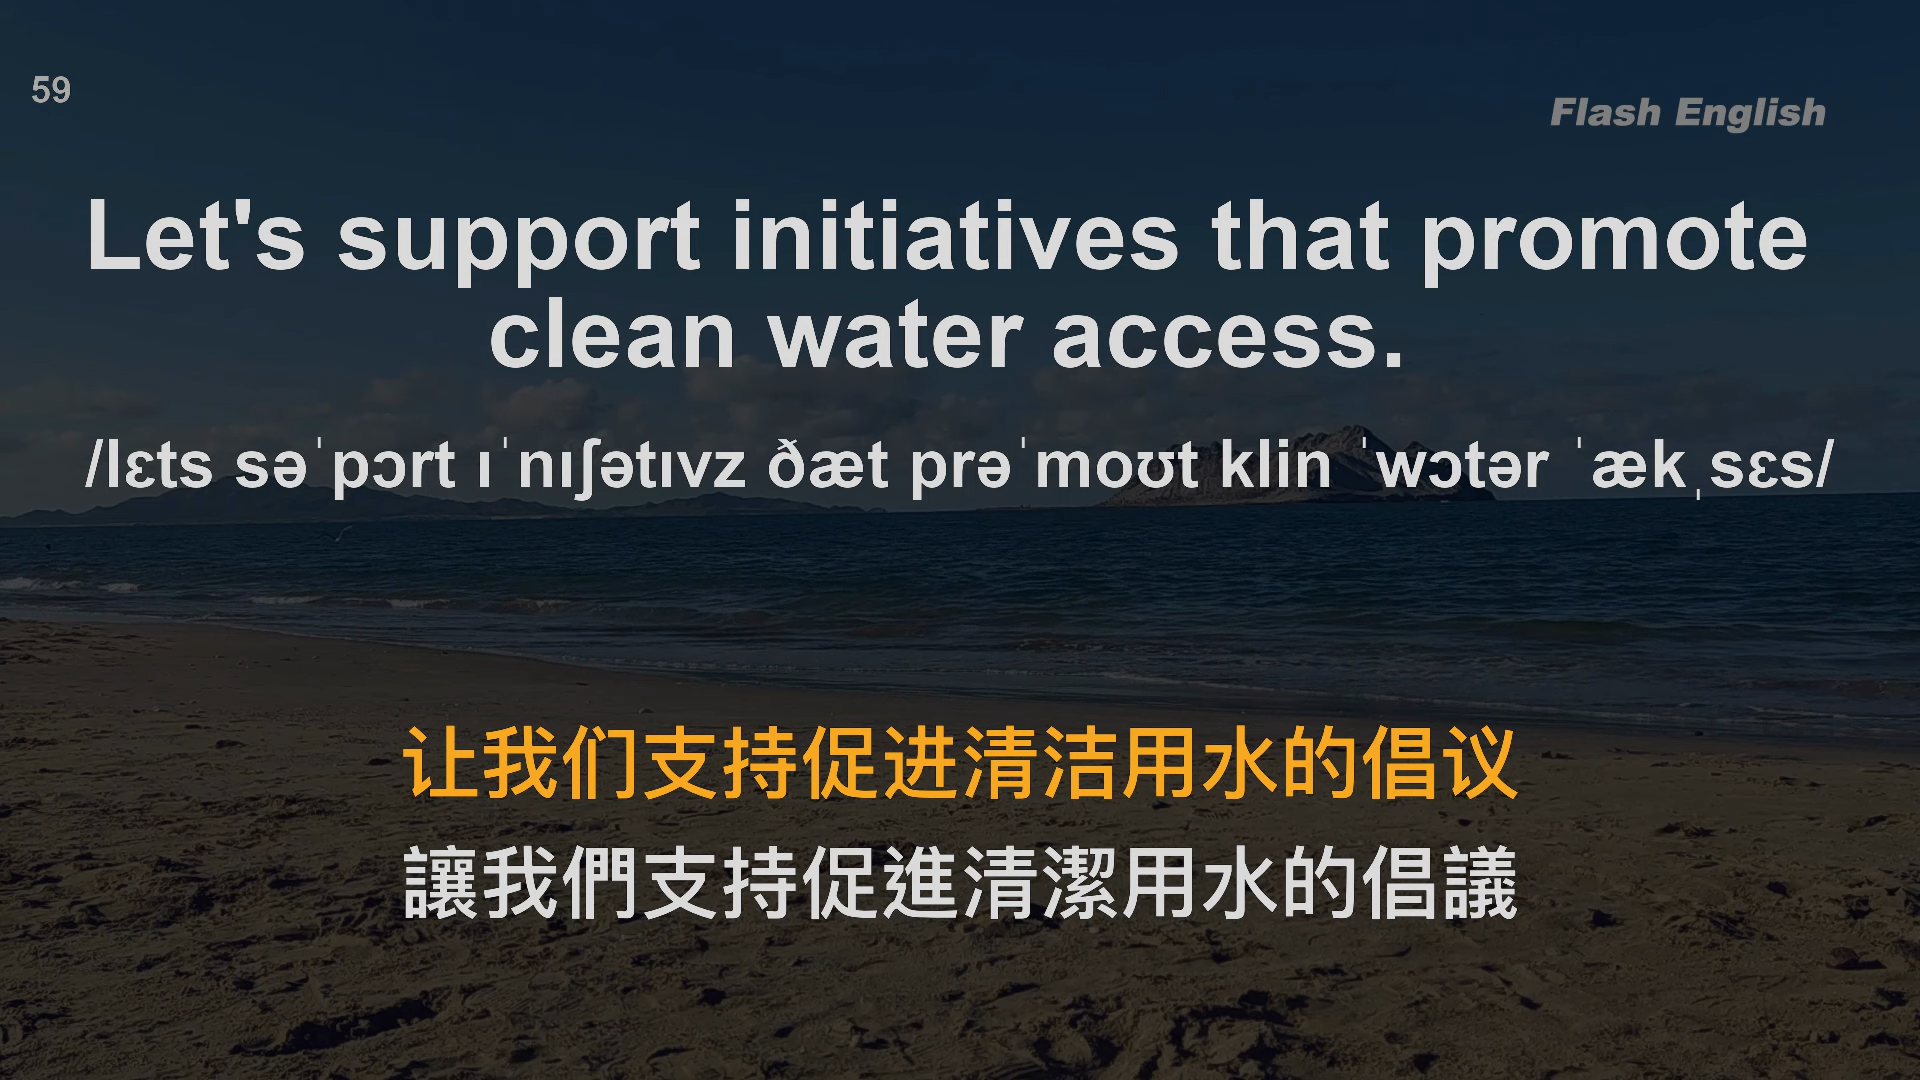 59
Flash English
Let's support initiatives that promote
clean water access.
/lɛts səˈpɔrt ɪˈnɪʃətɪvz ðæt prəˈmoʊt klin ˈwɔtər ˈækˌsɛs/
让我们支持促进清洁用水的倡议
讓我們支持促進清潔用水的倡議